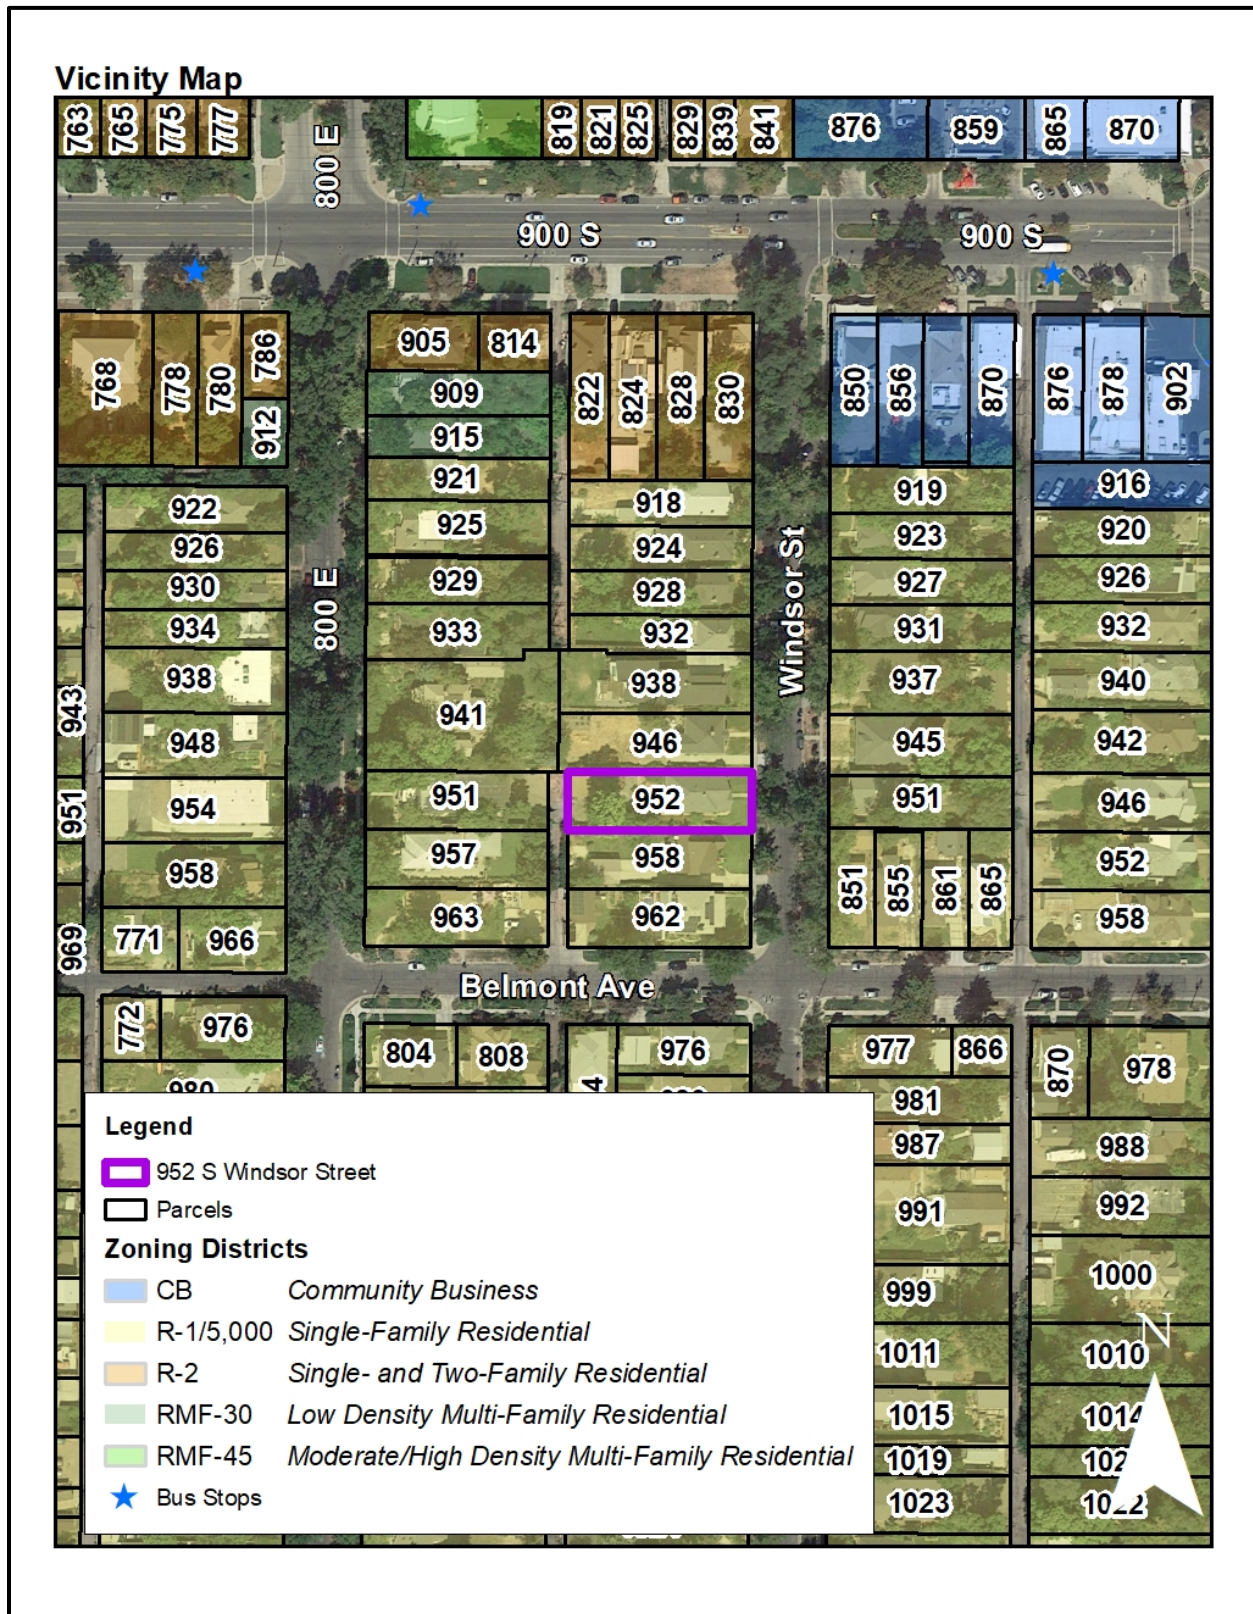 Vicinity Map
763 765 775 777 800 E 819 821 825 829 839 841 876 859 865 870
900 S 900 S
768 778 780 786 905 814 822 824 828 830 850 856 870 876 878 902
912 909
915
921 918 919 916
922 925 924 923 920
926 929 928 927 926
930 800 E Windsor St
934 933 932 931 932
938 941 938 937 940
943 948 946 945 942
951 954 951 952 951 946
958 957 958 851 855 861 865 952
969 771 966 963 962 958
Belmont Ave
772 976 804 808 976 977 866 870 978
980 981
987 988
991 992
999 1000
N
1011 1010
1015 1014
1019
1023 1022
Legend
952 S Windsor Street
Parcels
Zoning Districts
CB Community Business
R-1/5,000 Single-Family Residential
R-2 Single- and Two-Family Residential
RMF-30 Low Density Multi-Family Residential
RMF-45 Moderate/High Density Multi-Family Residential
Bus Stops